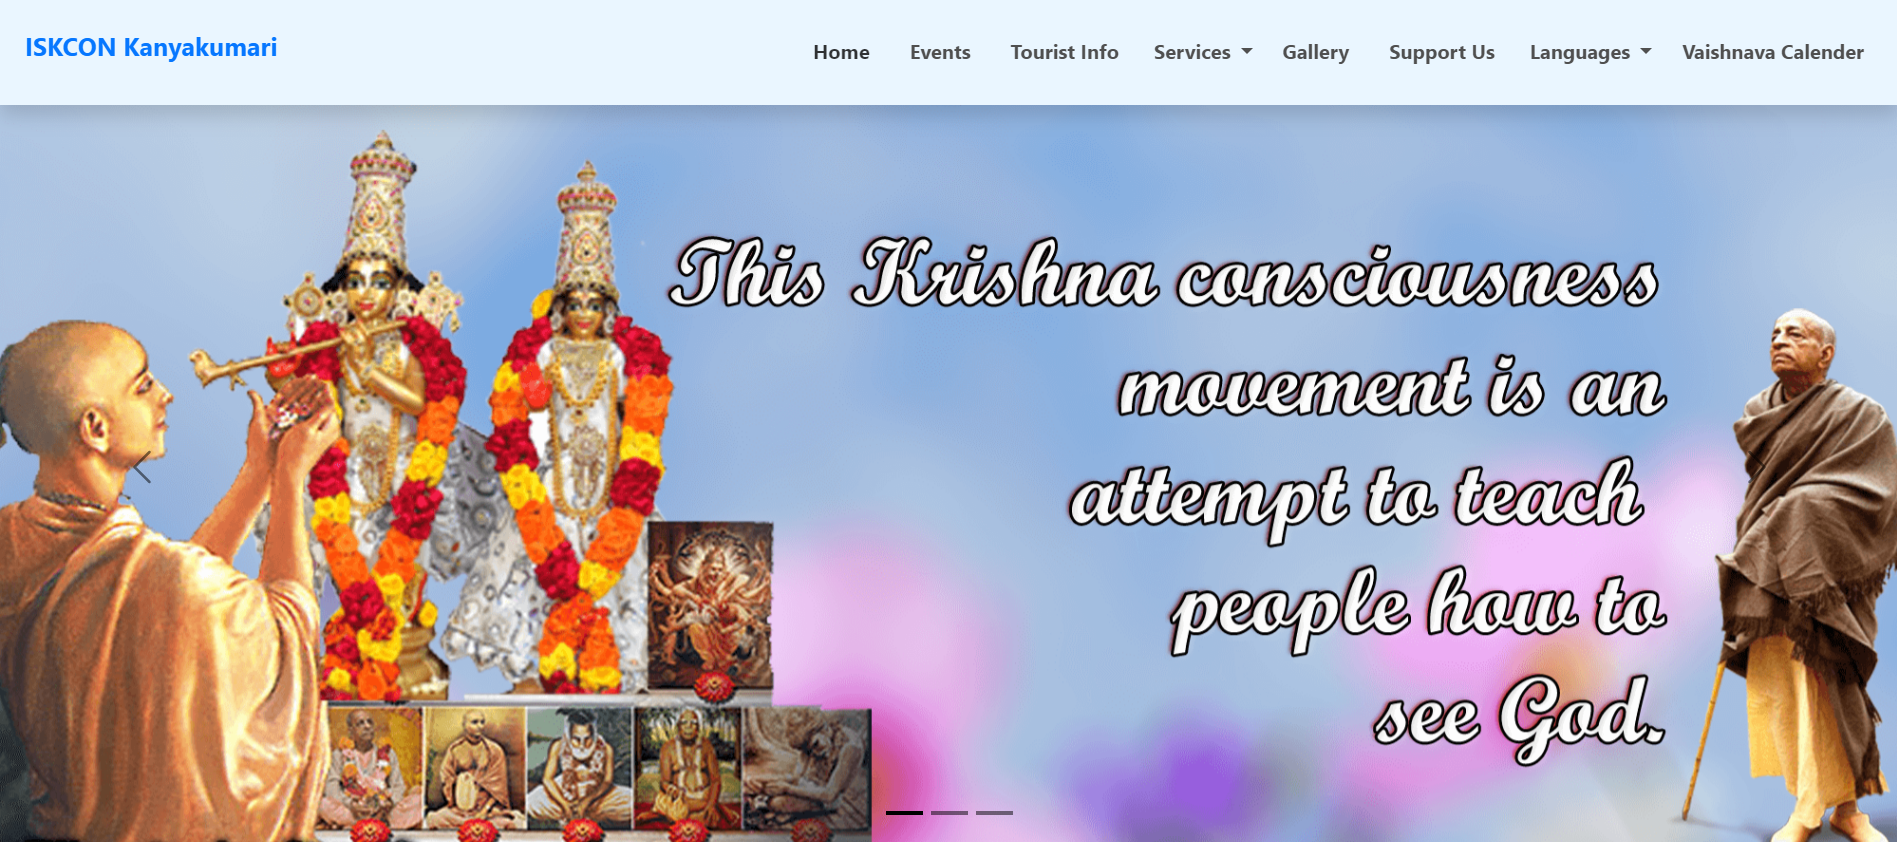 ISKCON Kanyakumari
Home Events Tourist Info Services Gallery Support Us Languages Vaishnava Calender
This Krishna consciousness
movement is an
attempt to teach
people how to
see God.